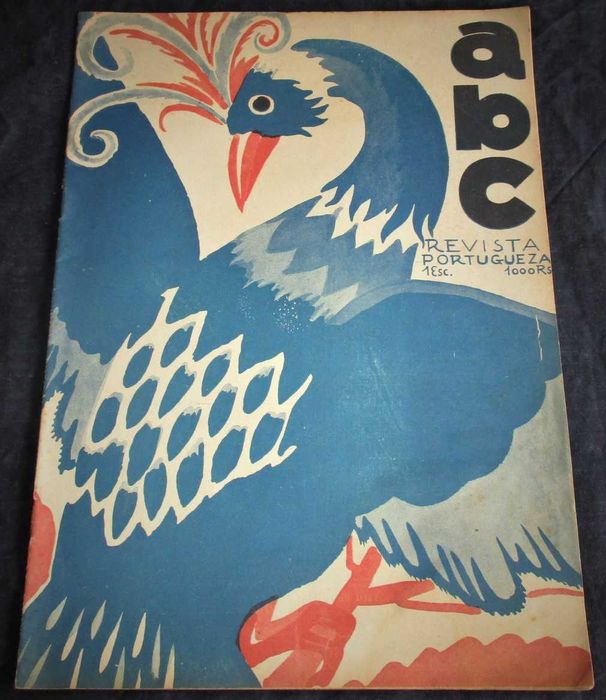 abc
REVISTA
PORTUGUEZA
1Esc. 1000Rs